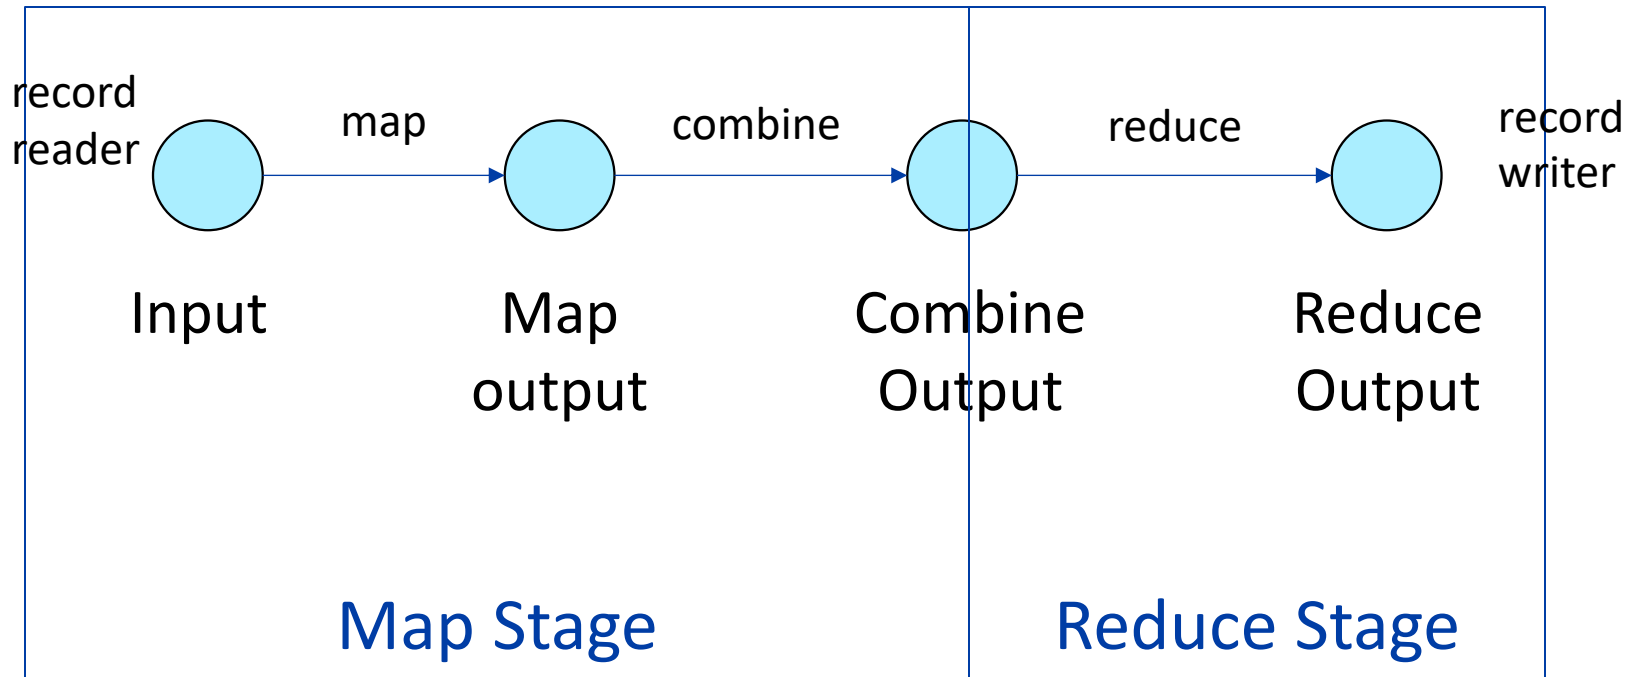 record
reader
map
combine
reduce
record
writer
Input
Map
output
Combine
Output
Reduce
Output
Map Stage
Reduce Stage